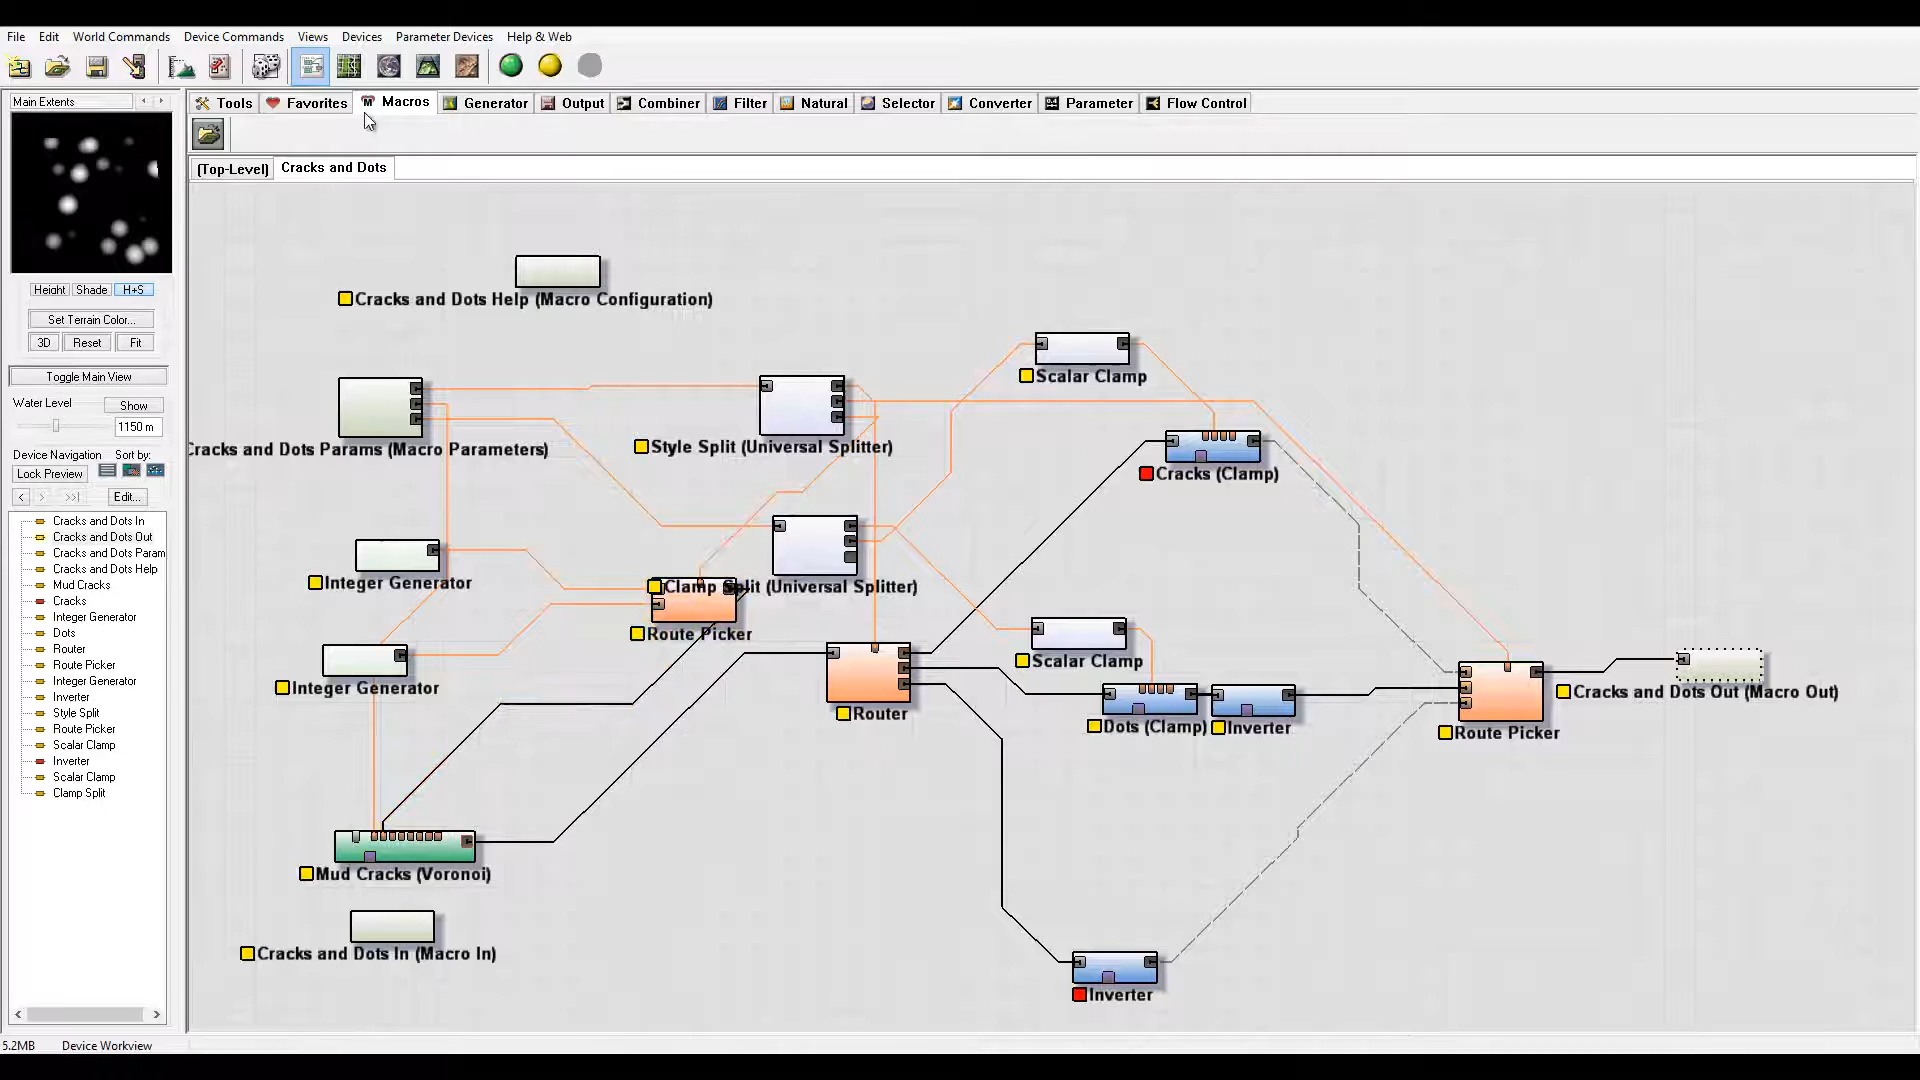 File Edit World Commands Device Commands Views Devices Parameter Devices Help & Web
Main Extents
Tools Favorites Macros Generator Output Combiner Filter Natural Selector Converter Parameter Flow Control
(Top-Level) Cracks and Dots
Height Shade H+S
Set Terrain Color...
3D Reset Fit
Toggle Main View
Water Level Show
1150 m
Device Navigation Sort by:
Lock Preview
Edit...
Cracks and Dots In
Cracks and Dots Out
Cracks and Dots Param
Cracks and Dots Help
Mud Cracks
Cracks
Integer Generator
Dots
Router
Route Picker
Integer Generator
Inverter
Style Split
Route Picker
Scalar Clamp
Inverter
Scalar Clamp
Clamp Split
Cracks and Dots Help (Macro Configuration)
Scalar Clamp
Cracks and Dots Params (Macro Parameters)
Style Split (Universal Splitter)
Cracks (Clamp)
Integer Generator
Clamp Split (Universal Splitter)
Route Picker
Scalar Clamp
Integer Generator
Cracks and Dots Out (Macro Out)
Router
Dots (Clamp)
Inverter
Route Picker
Mud Cracks (Voronoi)
Cracks and Dots In (Macro In)
Inverter
5.2MB Device Workview